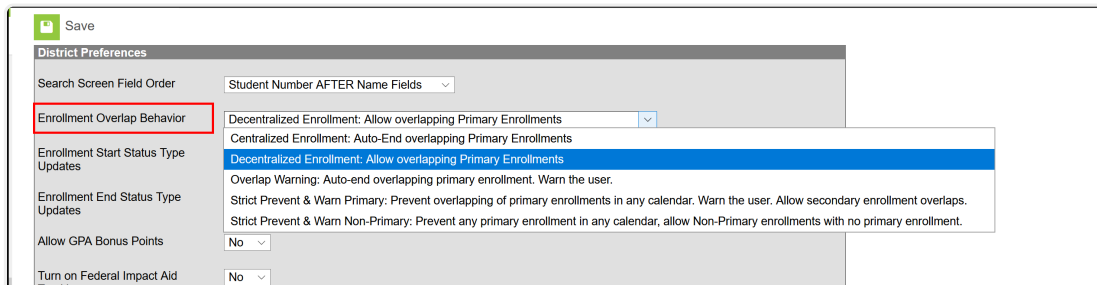 Save
District Preferences
Search Screen Field Order
Student Number AFTER Name Fields
Enrollment Overlap Behavior
Decentralized Enrollment: Allow overlapping Primary Enrollments
Centralized Enrollment: Auto-End overlapping Primary Enrollments
Decentralized Enrollment: Allow overlapping Primary Enrollments
Overlap Warning: Auto-end overlapping primary enrollment. Warn the user.
Strict Prevent & Warn Primary: Prevent overlapping of primary enrollments in any calendar. Warn the user. Allow secondary enrollment overlaps.
Strict Prevent & Warn Non-Primary: Prevent any primary enrollment in any calendar, allow Non-Primary enrollments with no primary enrollment.
Enrollment Start Status Type
Updates
Enrollment End Status Type
Updates
Allow GPA Bonus Points
No
Turn on Federal Impact Aid
No